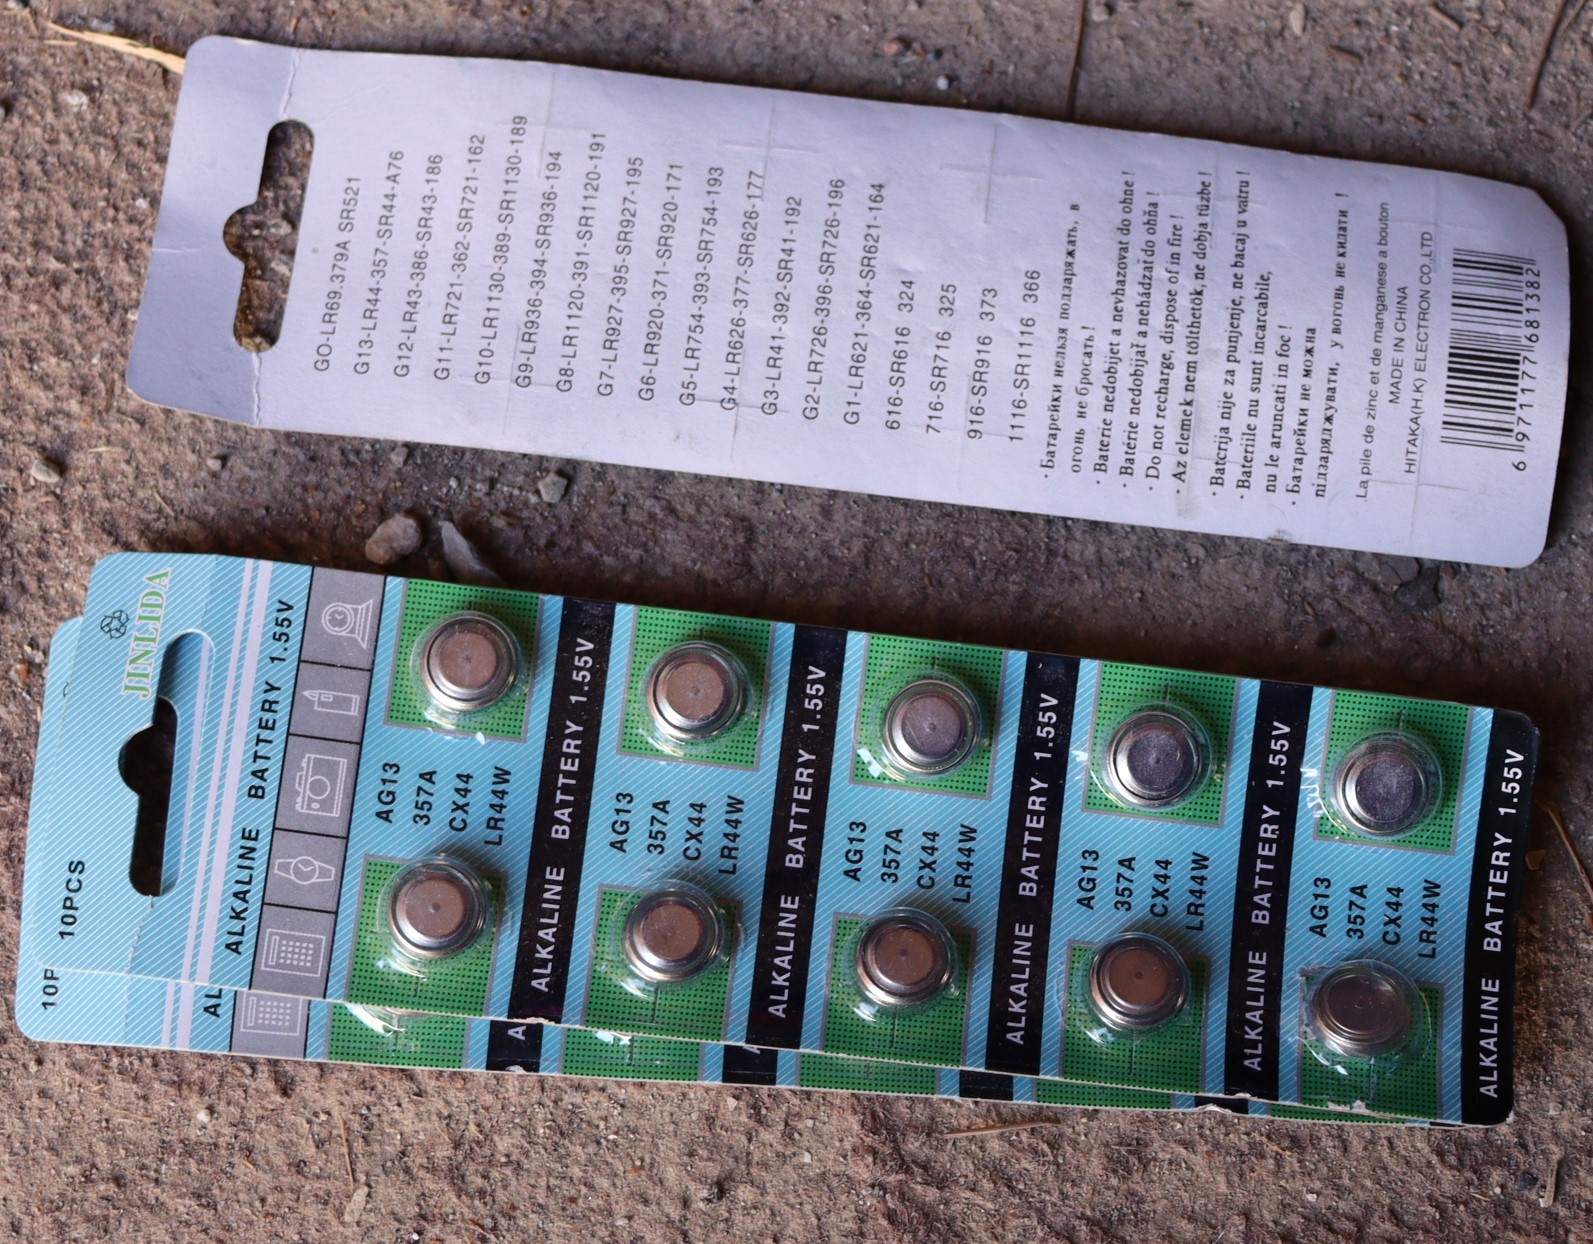 GO-LR69.379A SR521
G13-LR44-357-SR44-A76
G12-LR43-386-SR43-186
G11-LR721-362-SR721-162
G10-LR1130-389-SR1130-189
G9-LR936-394-SR936-194
G8-LR1120-391-SR1120-191
G7-LR927-395-SR927-195
G6-LR920-371-SR920-171
G5-LR754-393-SR754-193
G4-LR626-377-SR626-177
G3-LR41-392-SR41-192
G2-LR726-396-SR726-196
G1-LR621-364-SR621-164
616-SR616 324
716-SR716 325
916-SR916 373
1116-SR1116 366
· Батарейки нельзя подзаряжать, в
огонь не бросать !
· Baterie nedobijet a nevhazovat do ohne !
· Batérie nedobíjať a nehádzaí do ohňa !
· Do not recharge, dispose of in fire !
· Az elemek nem tölthetök, ne dobja tüzbe !
· Batcrija nije za punjenje, ne bacaj u vatru !
· Bateriile nu sunt incarcabile,
nu le aruncati in foc !
· Батарейки не можна
пiдзаряджувати, у вогонь не кидати !
La pile de zinc et de manganese a bouton
MADE IN CHINA
HITAKA(H.K) ELECTRON CO.,LTD
6 971177 681382
JINLIDA
10PCS
ALKALINE BATTERY 1.55V
AG13
357A
CX44
LR44W
ALKALINE BATTERY 1.55V
AG13
357A
CX44
LR44W
ALKALINE BATTERY 1.55V
AG13
357A
CX44
LR44W
ALKALINE BATTERY 1.55V
AG13
357A
CX44
LR44W
ALKALINE BATTERY 1.55V
AG13
357A
CX44
LR44W
ALKALINE BATTERY 1.55V
10P
AL
A